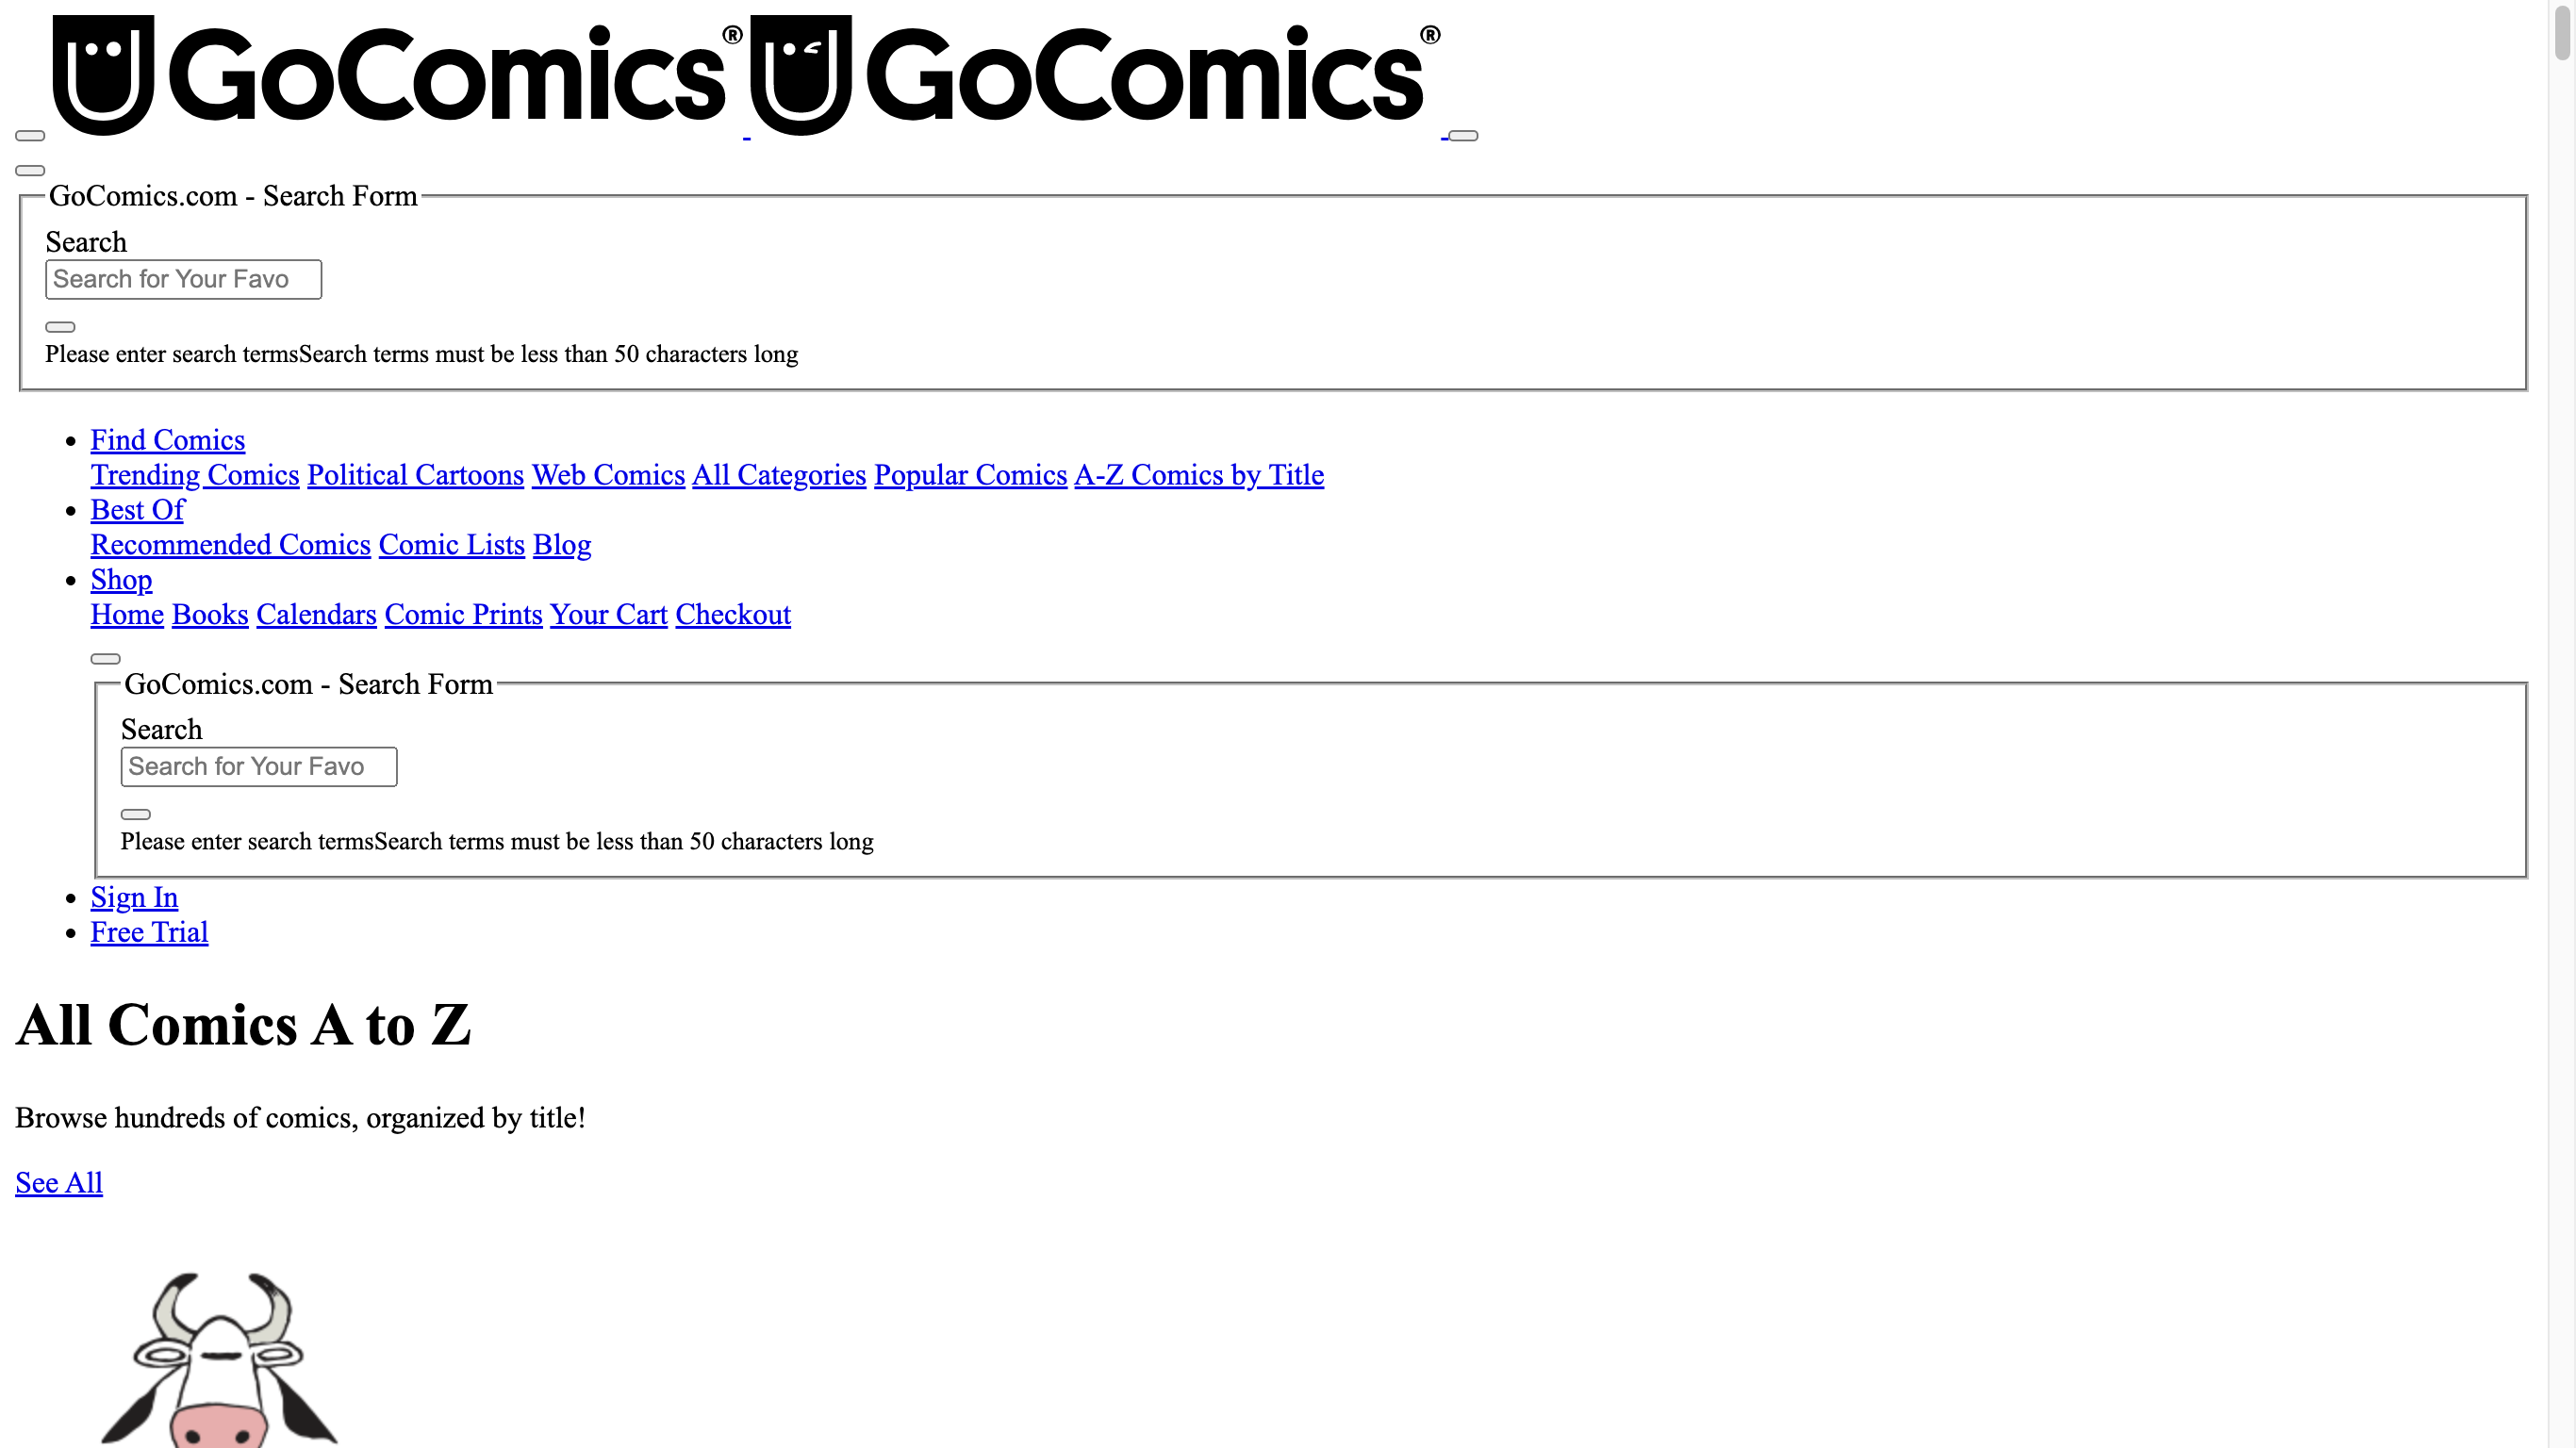 GoComics® GoComics®
GoComics.com - Search Form
Search
Search for Your Favo
Please enter search termsSearch terms must be less than 50 characters long
Find Comics
Trending Comics Political Cartoons Web Comics All Categories Popular Comics A-Z Comics by Title
Best Of
Recommended Comics Comic Lists Blog
Shop
Home Books Calendars Comic Prints Your Cart Checkout
GoComics.com - Search Form
Search
Search for Your Favo
Please enter search termsSearch terms must be less than 50 characters long
Sign In
Free Trial
All Comics A to Z
Browse hundreds of comics, organized by title!
See All